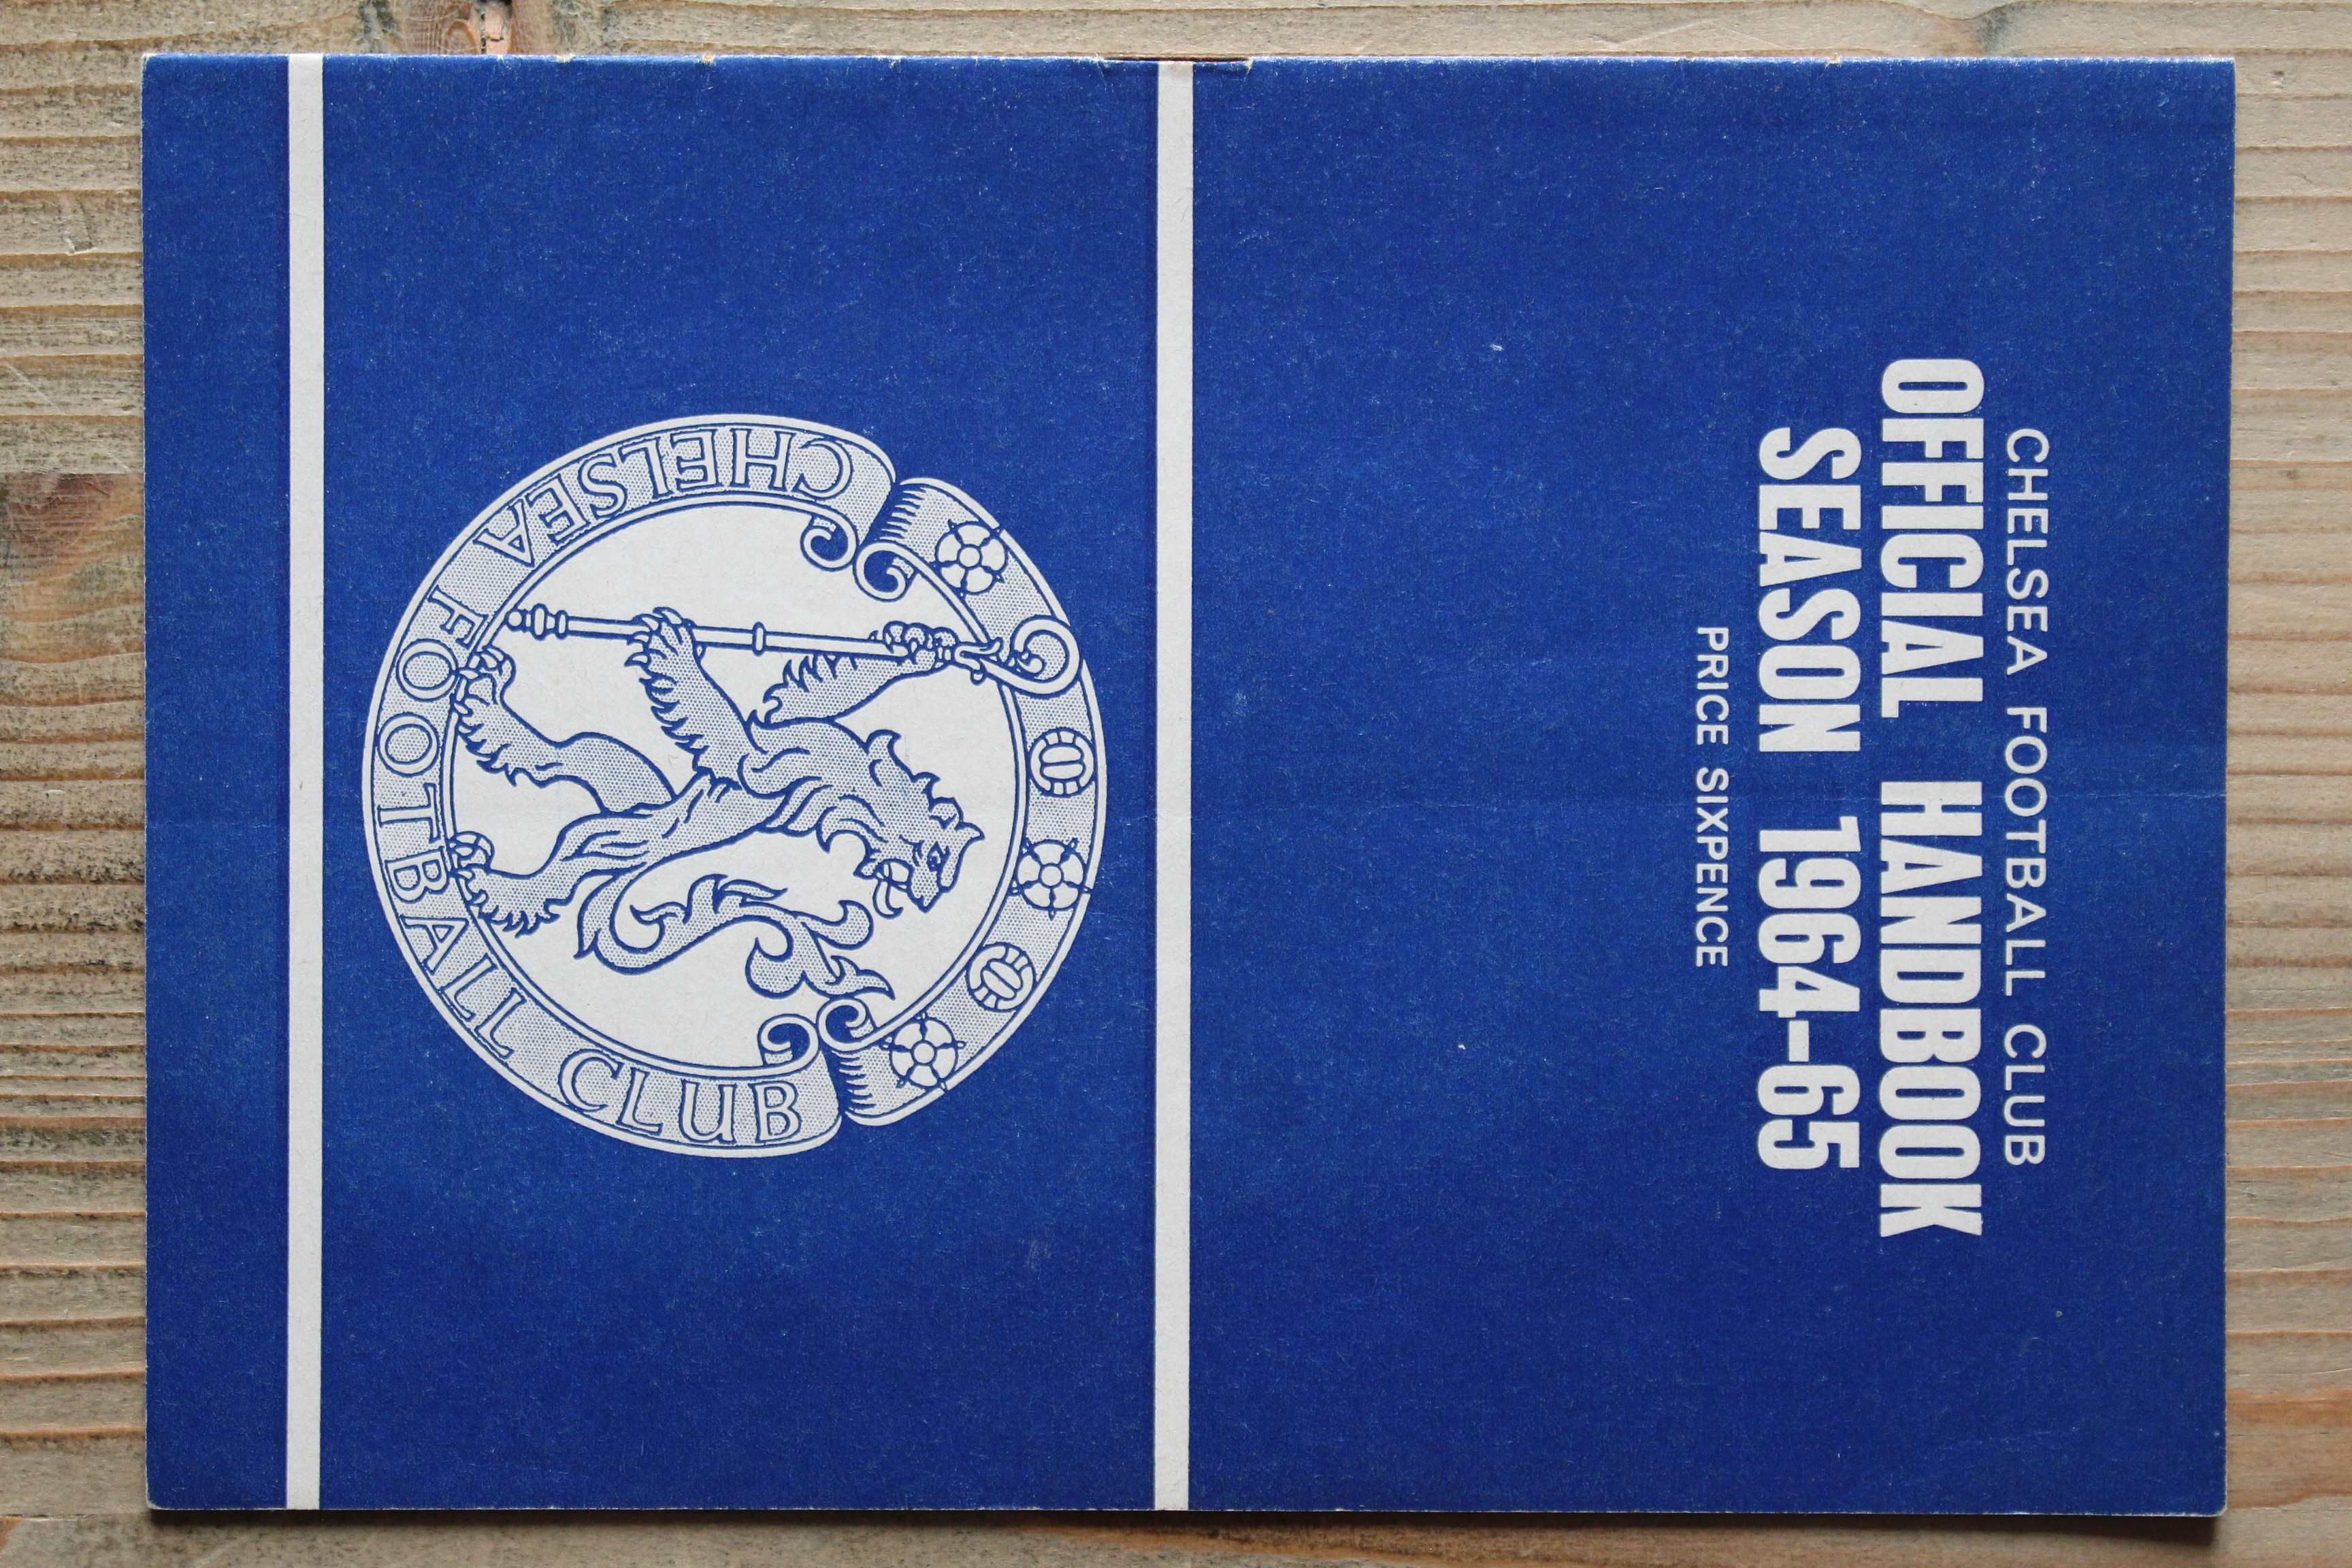 CHELSEA FOOTBALL CLUB
OFFICIAL HANDBOOK
SEASON 1964-65
PRICE SIXPENCE
CHELSEA FOOTBALL CLUB